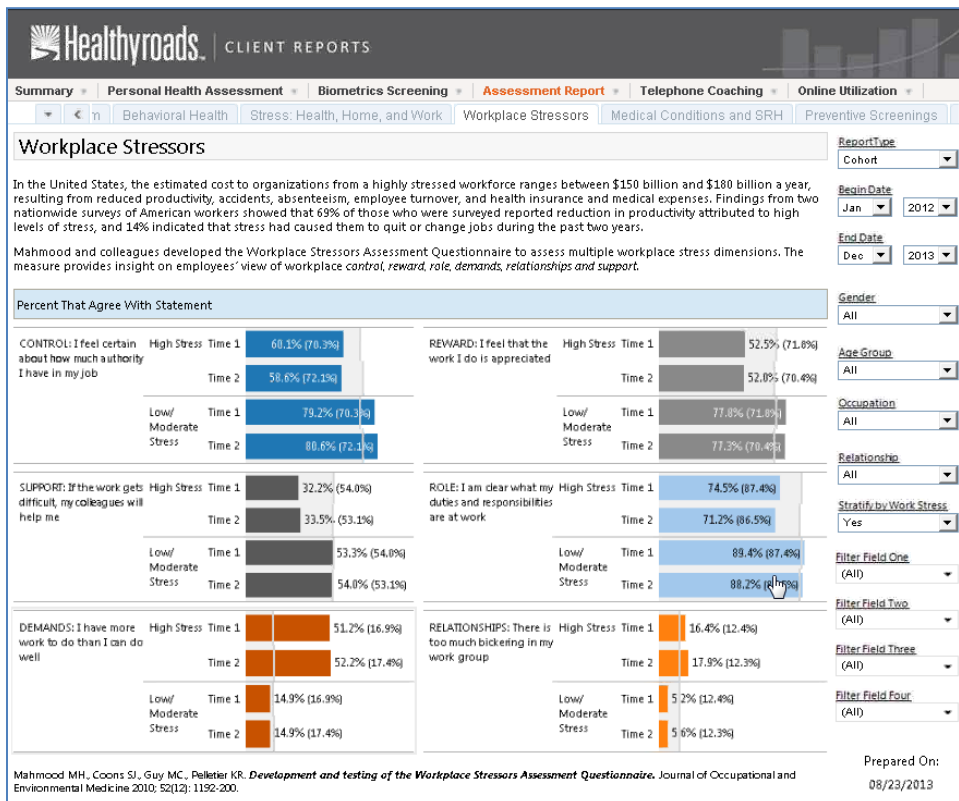 Healthyroads™ | CLIENT REPORTS
Summary Personal Health Assessment Biometrics Screening Assessment Report Telephone Coaching Online Utilization
n Behavioral Health Stress: Health, Home, and Work Workplace Stressors Medical Conditions and SRH Preventive Screenings
Workplace Stressors
In the United States, the estimated cost to organizations from a highly stressed workforce ranges between $150 billion and $180 billion a year,
resulting from reduced productivity, accidents, absenteeism, employee turnover, and health insurance and medical expenses. Findings from two
nationwide surveys of American workers showed that 69% of those who were surveyed reported reduction in productivity attributed to high
levels of stress, and 14% indicated that stress had caused them to quit or change jobs during the past two years.
Mahmood and colleagues developed the Workplace Stressors Assessment Questionnaire to assess multiple workplace stress dimensions. The
measure provides insight on employees' view of workplace control, reward, role, demands, relationships and support.
Percent That Agree With Statement
CONTROL: I feel certain
about how much authority
I have in my job
High Stress Time 1 60.1% (70.3%)
Time 2 58.6% (72.1%)
Low/
Moderate
Stress
Time 1 79.2% (70.3%)
Time 2 80.6% (72.1%)
REWARD: I feel that the
work I do is appreciated
High Stress Time 1 52.5% (71.8%)
Time 2 52.0% (70.4%)
Low/
Moderate
Stress
Time 1 77.8% (71.8%)
Time 2 77.3% (70.4%)
SUPPORT: If the work gets
difficult, my colleagues will
help me
High Stress Time 1 32.2% (54.0%)
Time 2 33.5% (53.1%)
Low/
Moderate
Stress
Time 1 53.3% (54.0%)
Time 2 54.0% (53.1%)
ROLE: I am clear what my
duties and responsibilities
are at work
High Stress Time 1 74.5% (87.4%)
Time 2 71.2% (86.5%)
Low/
Moderate
Stress
Time 1 89.4% (87.4%)
Time 2 88.2%
DEMANDS: I have more
work to do than I can do
well
High Stress Time 1 51.2% (16.9%)
Time 2 52.2% (17.4%)
Low/
Moderate
Stress
Time 1 14.9% (16.9%)
Time 2 14.9% (17.4%)
RELATIONSHIPS: There is
too much bickering in my
work group
High Stress Time 1 16.4% (12.4%)
Time 2 17.9% (12.3%)
Low/
Moderate
Stress
Time 1 5.2% (12.4%)
Time 2 5.6% (12.3%)
Mahmood MH., Coons SJ., Guy MC., Pelletier KR. Development and testing of the Workplace Stressors Assessment Questionnaire. Journal of Occupational and
Environmental Medicine 2010; 52(12): 1192-200.
ReportType
Cohort
Begin Date
Jan 2012
End Date
Dec 2013
Gender
All
Age Group
All
Occupation
All
Relationship
All
Stratify by Work Stress
Yes
Filter Field One
(All)
Filter Field Two
(All)
Filter Field Three
(All)
Filter Field Four
(All)
Prepared On:
08/23/2013